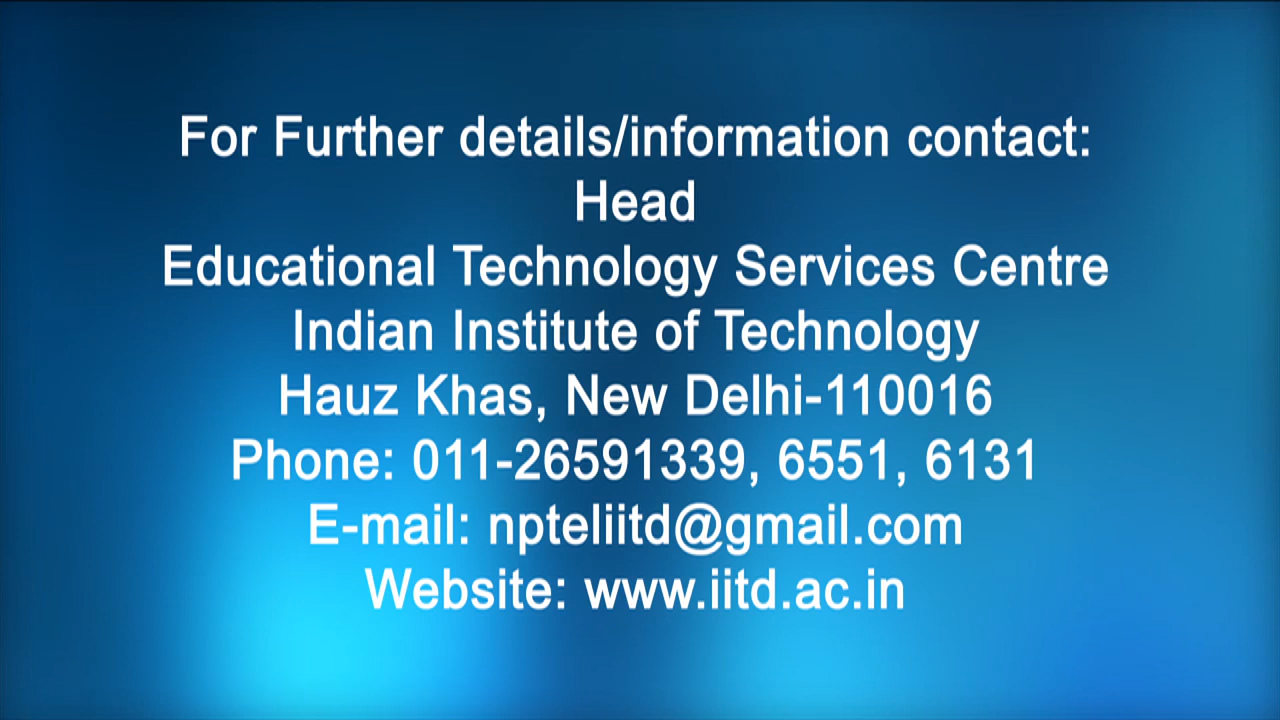 For Further details/information contact:
Head
Educational Technology Services Centre
Indian Institute of Technology
Hauz Khas, New Delhi-110016
Phone: 011-26591339, 6551, 6131
E-mail: npteliitd@gmail.com
Website: www.iitd.ac.in